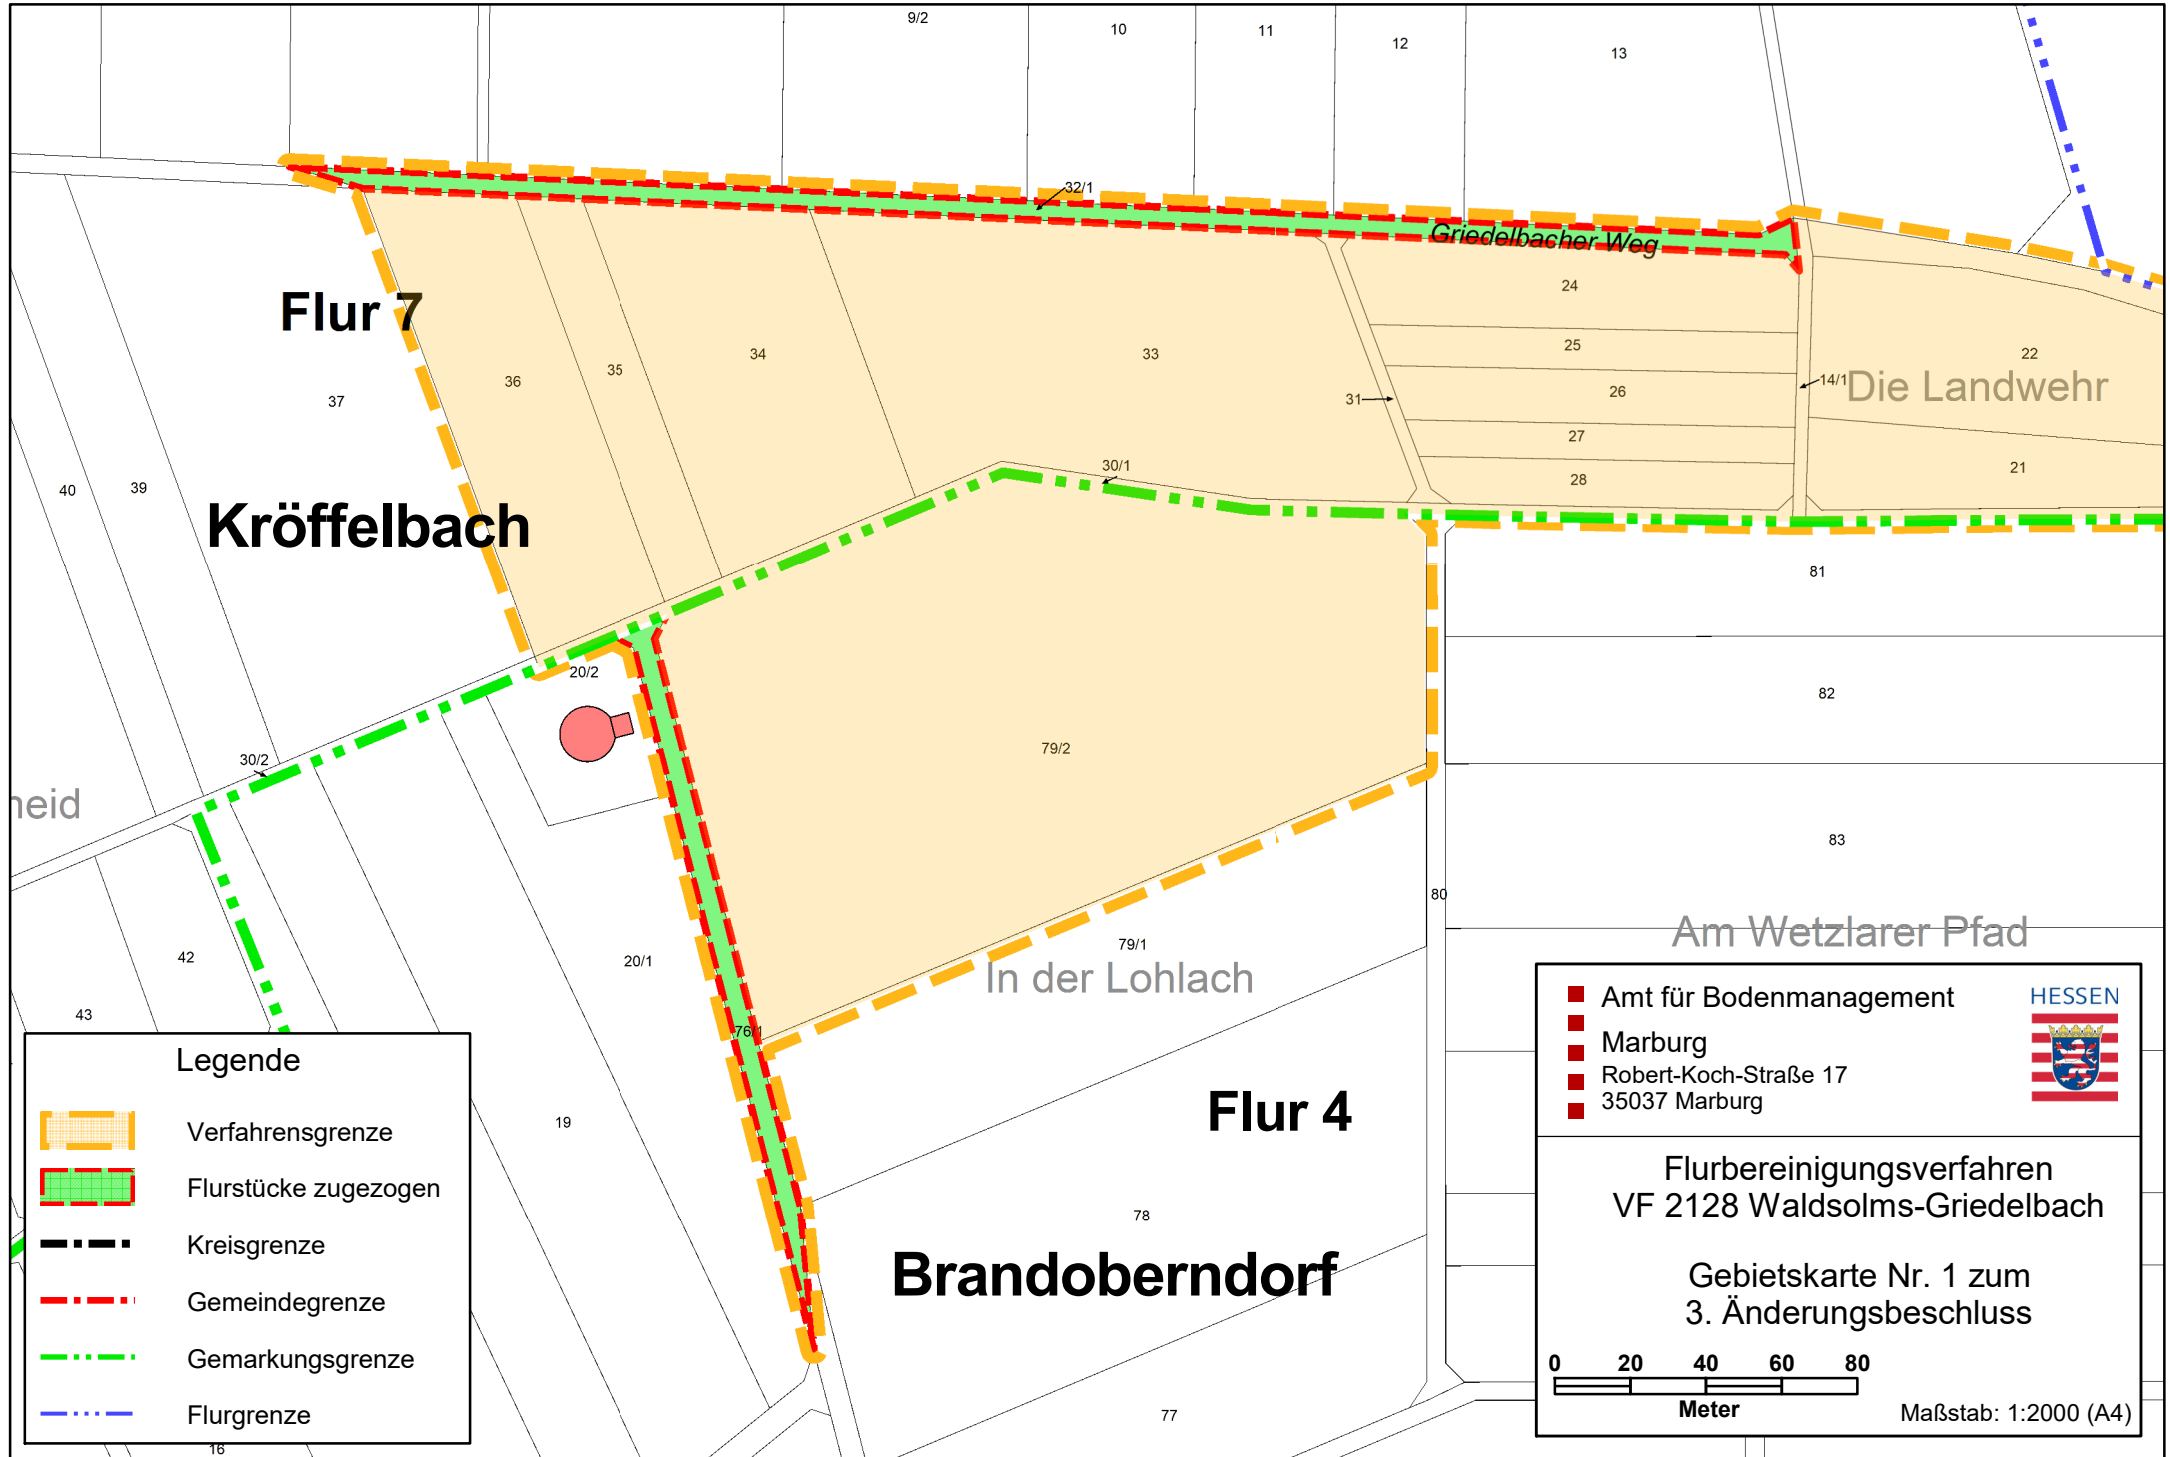 9/2
10
11
12
13
32/1
Griedelbacher Weg
Flur 7
24
25
26
27
28
33
34
35
36
37
31
14/1
22
Die Landwehr
21
30/1
40
39
Kröffelbach
81
20/2
82
79/2
30/2
neid
83
80
Am Wetzlarer Pfad
79/1
In der Lohlach
42
20/1
43
76/1
Flur 4
19
78
Brandoberndorf
77
16
Legende
Verfahrensgrenze
Flurstücke zugezogen
Kreisgrenze
Gemeindegrenze
Gemarkungsgrenze
Flurgrenze
Amt für Bodenmanagement
Marburg
Robert-Koch-Straße 17
35037 Marburg
HESSEN
Flurbereinigungsverfahren
VF 2128 Waldsolms-Griedelbach
Gebietskarte Nr. 1 zum
3. Änderungsbeschluss
0 20 40 60 80
Meter
Maßstab: 1:2000 (A4)